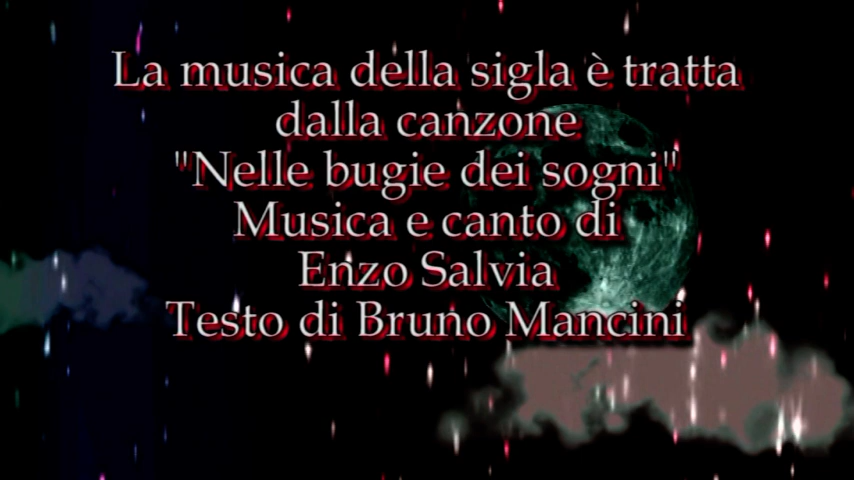 La musica della sigla è tratta
dalla canzone
"Nelle bugie dei sogni"
Musica e canto di
Enzo Salvia
Testo di Bruno Mancini